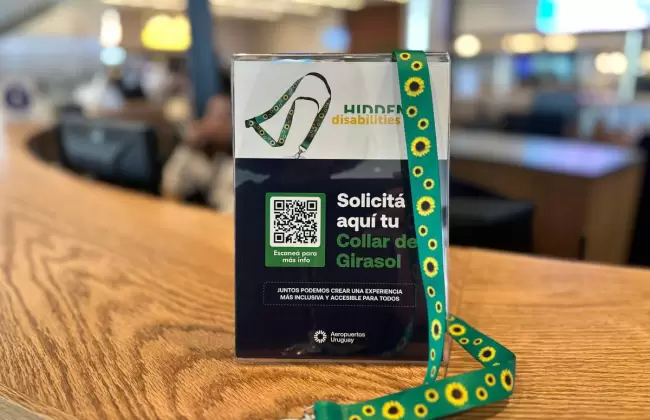 HIDDEN
disabilities
Solicitá
aquí tu
Collar de
Girasol
Escaneá para
más info
JUNTOS PODEMOS CREAR UNA EXPERIENCIA
MÁS INCLUSIVA Y ACCESIBLE PARA TODOS
Aeropuertos
Uruguay